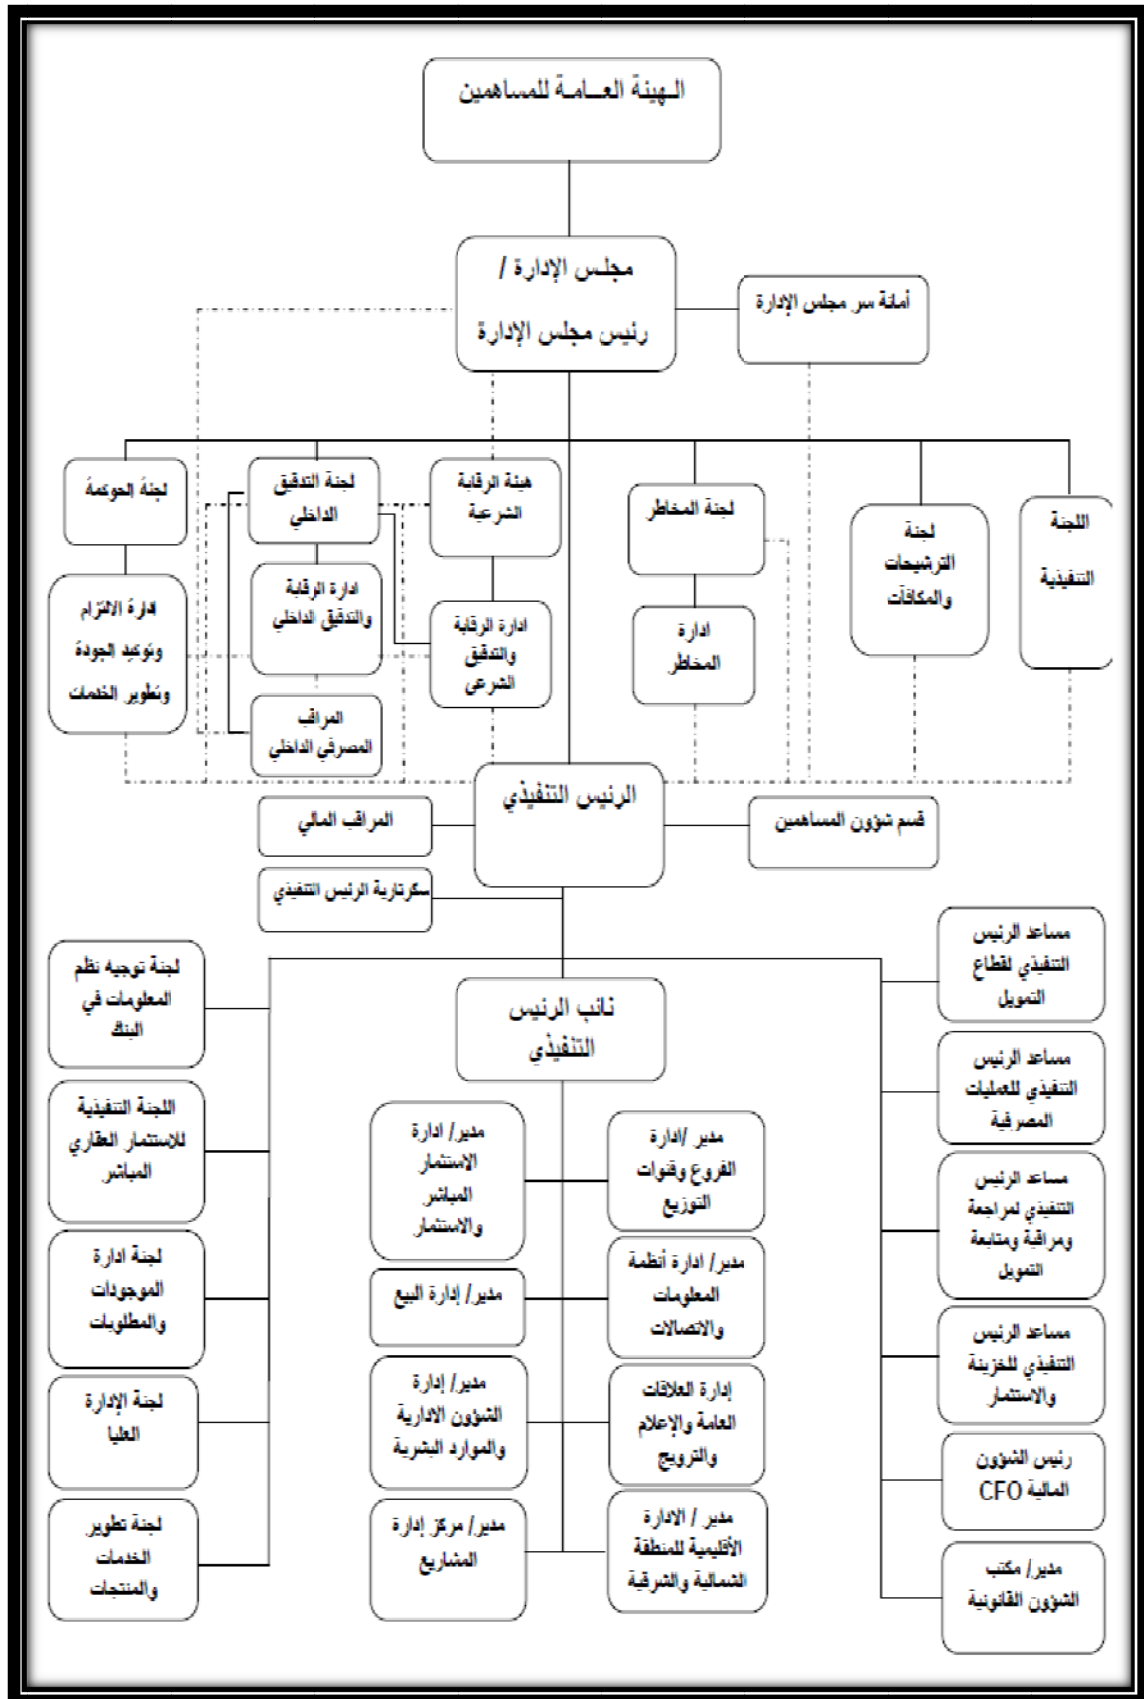 الـهيئة العــامـة للمساهمين
مجلس الإدارة /
رئيس مجلس الإدارة
أمانة سر مجلس الإدارة
اللجنة
التنفيذية
لجنة
الترشيحات
والمكافآت
لجنة المخاطر
هيئة الرقابة
الشرعية
لجنة التدقيق
الداخلي
لجنة الحوكمة
ادارة
المخاطر
ادارة الرقابة
والتدقيق
الشرعي
ادارة الرقابة
والتدقيق الداخلي
ادارة الالتزام
وتوكيد الجودة
وتطوير الخدمات
المراقب
المصرفي الداخلي
الرئيس التنفيذي
قسم شؤون المساهمين
المراقب المالي
سكرتارية الرئيس التنفيذي
مساعد الرئيس
التنفيذي لقطاع
التمويل
مساعد الرئيس
التنفيذي للعمليات
المصرفية
مساعد الرئيس
التنفيذي لمراجعة
ومراقبة ومتابعة
التمويل
مساعد الرئيس
التنفيذي للخزينة
والاستثمار
رئيس الشؤون
المالية CFO
مدير/ مكتب
الشؤون القانونية
نائب الرئيس
التنفيذي
مدير /ادارة
الفروع وقنوات
التوزيع
مدير/ ادارة أنظمة
المعلومات
والاتصالات
إدارة العلاقات
العامة والإعلام
والترويج
مدير / الادارة
الأقليمية للمنطقة
الشمالية والشرقية
مدير/ ادارة
الاستثمار
المباشر
والاستثمار
مدير/ إدارة البيع
مدير/ إدارة
الشؤون الادارية
والموارد البشرية
مدير/ مركز إدارة
المشاريع
لجنة توجيه نظم
المعلومات في
البنك
اللجنة التنفيذية
للاستثمار العقاري
المباشر
لجنة ادارة
الموجودات
والمطلوبات
لجنة الإدارة
العليا
لجنة تطوير
الخدمات
والمنتجات